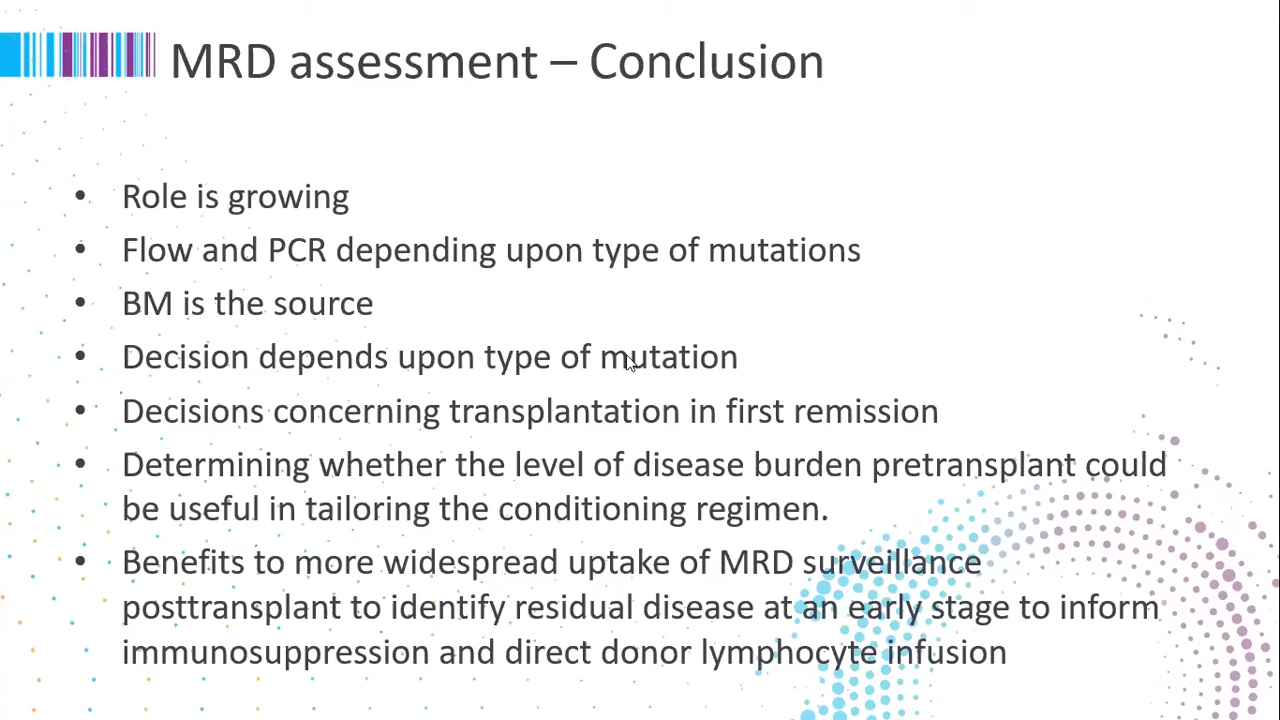 MRD assessment – Conclusion
• Role is growing
• Flow and PCR depending upon type of mutations
• BM is the source
• Decision depends upon type of mutation
• Decisions concerning transplantation in first remission
• Determining whether the level of disease burden pretransplant could
be useful in tailoring the conditioning regimen.
• Benefits to more widespread uptake of MRD surveillance
posttransplant to identify residual disease at an early stage to inform
immunosuppression and direct donor lymphocyte infusion